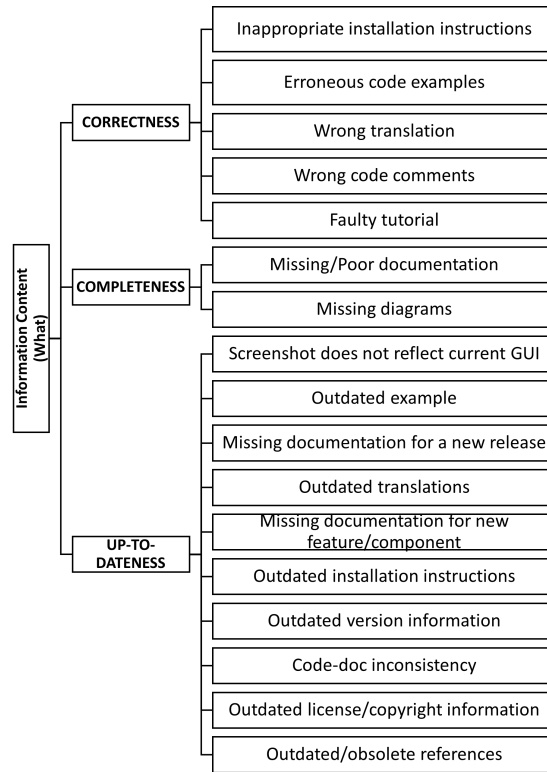 Information Content
(What)
CORRECTNESS
Inappropriate installation instructions
Erroneous code examples
Wrong translation
Wrong code comments
Faulty tutorial
COMPLETENESS
Missing/Poor documentation
Missing diagrams
UP-TO-
DATENESS
Screenshot does not reflect current GUI
Outdated example
Missing documentation for a new release
Outdated translations
Missing documentation for new
feature/component
Outdated installation instructions
Outdated version information
Code-doc inconsistency
Outdated license/copyright information
Outdated/obsolete references